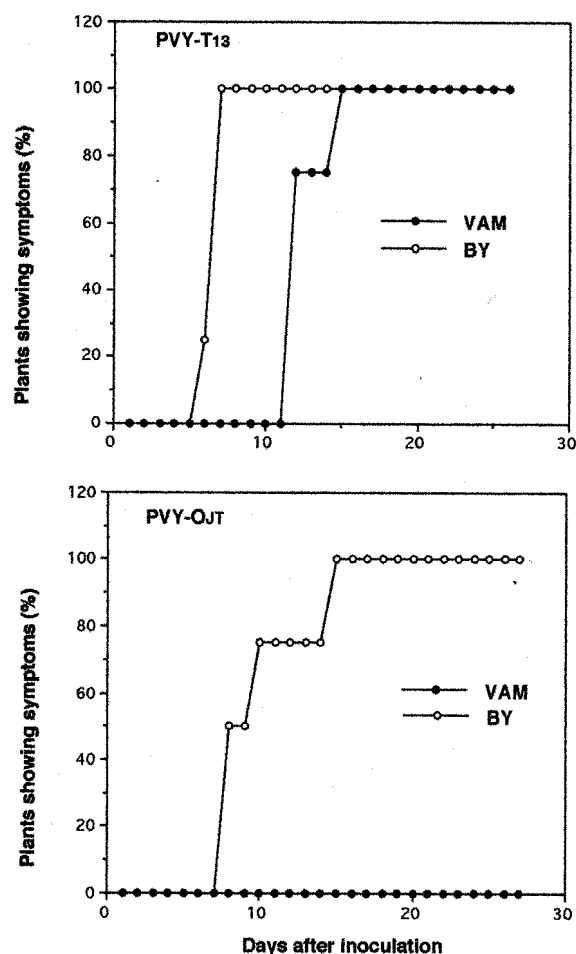 PVY-T13
120
100
80
60
40
20
0
Plants showing symptoms (%)
VAM
BY
0
10
20
30
PVY-OJT
120
100
80
60
40
20
0
Plants showing symptoms (%)
VAM
BY
0
10
20
30
Days after inoculation